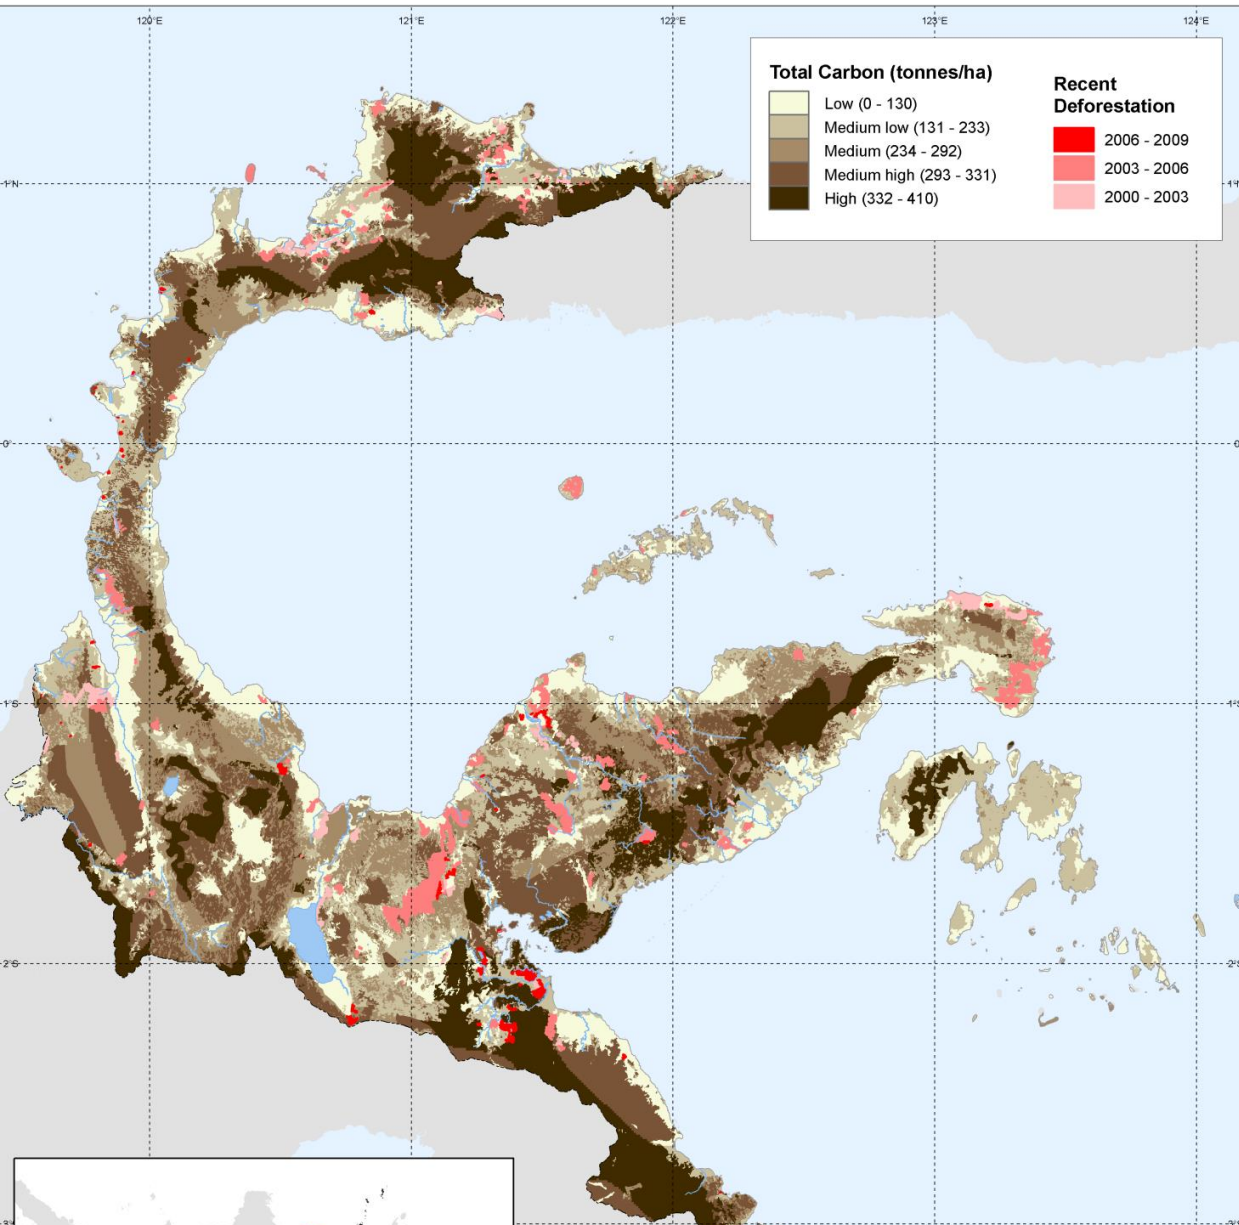 120°E 121°E 122°E 123°E 124°E
Total Carbon (tonnes/ha)
Low (0 - 130)
Medium low (131 - 233)
Medium (234 - 292)
Medium high (293 - 331)
High (332 - 410)
Recent
Deforestation
2006 - 2009
2003 - 2006
2000 - 2003
1°N
0°
1°S
2°S